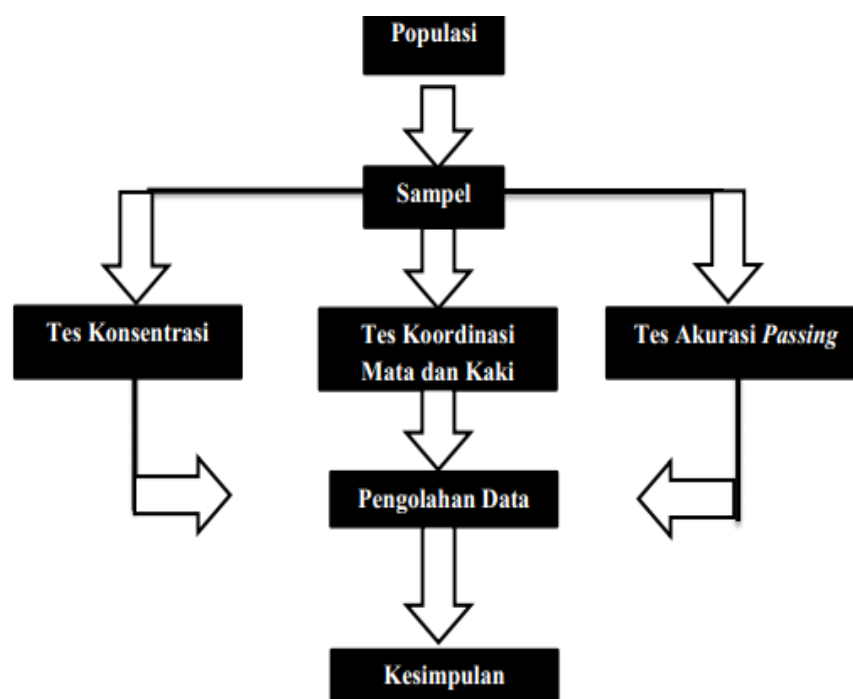 Populasi
Sampel
Tes Konsentrasi
Tes Koordinasi
Mata dan Kaki
Tes Akurasi Passing
Pengolahan Data
Kesimpulan